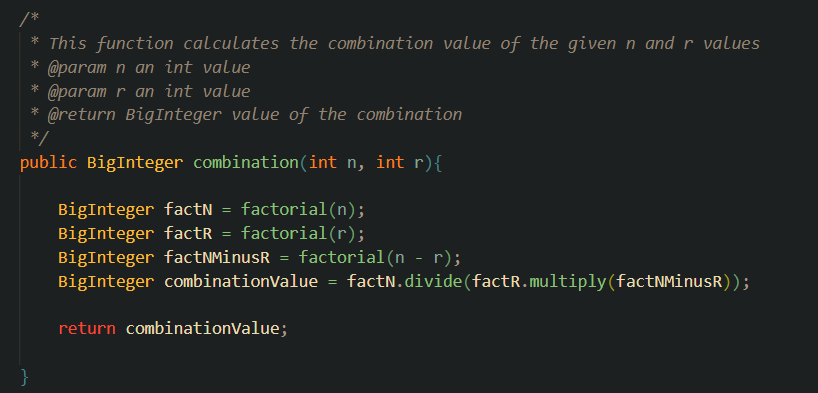 /*
 * This function calculates the combination value of the given n and r values
 * @param n an int value
 * @param r an int value
 * @return BigInteger value of the combination
 */
public BigInteger combination(int n, int r){
    BigInteger factN = factorial(n);
    BigInteger factR = factorial(r);
    BigInteger factNMinusR = factorial(n - r);
    BigInteger combinationValue = factN.divide(factR.multiply(factNMinusR));
    return combinationValue;
}